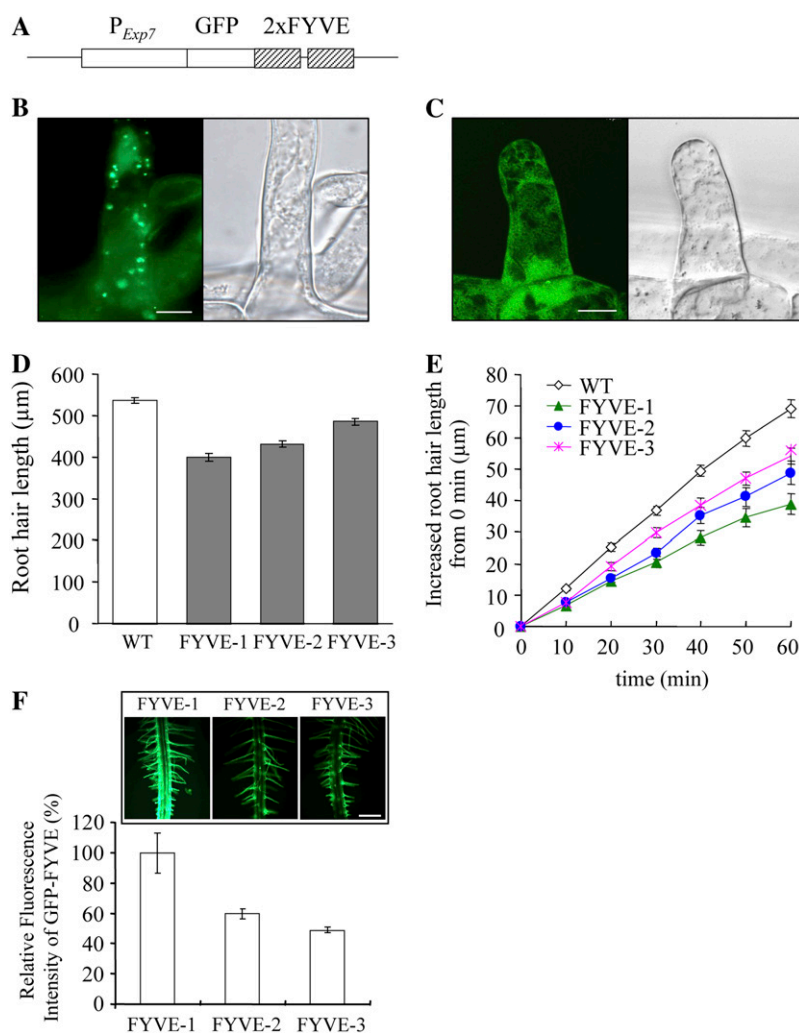 A
P Exp7 GFP 2xFYVE
B
C
D
Root hair length (μm)
600
500
400
300
200
100
0
WT FYVE-1 FYVE-2 FYVE-3
E
Increased root hair length
from 0 min (μm)
80
70
60
50
40
30
20
10
0
WT
FYVE-1
FYVE-2
FYVE-3
0 10 20 30 40 50 60
time (min)
F
FYVE-1 FYVE-2 FYVE-3
Relative Fluorescence
Intensity of GFP-FYVE (%)
120
100
80
60
40
20
0
FYVE-1 FYVE-2 FYVE-3